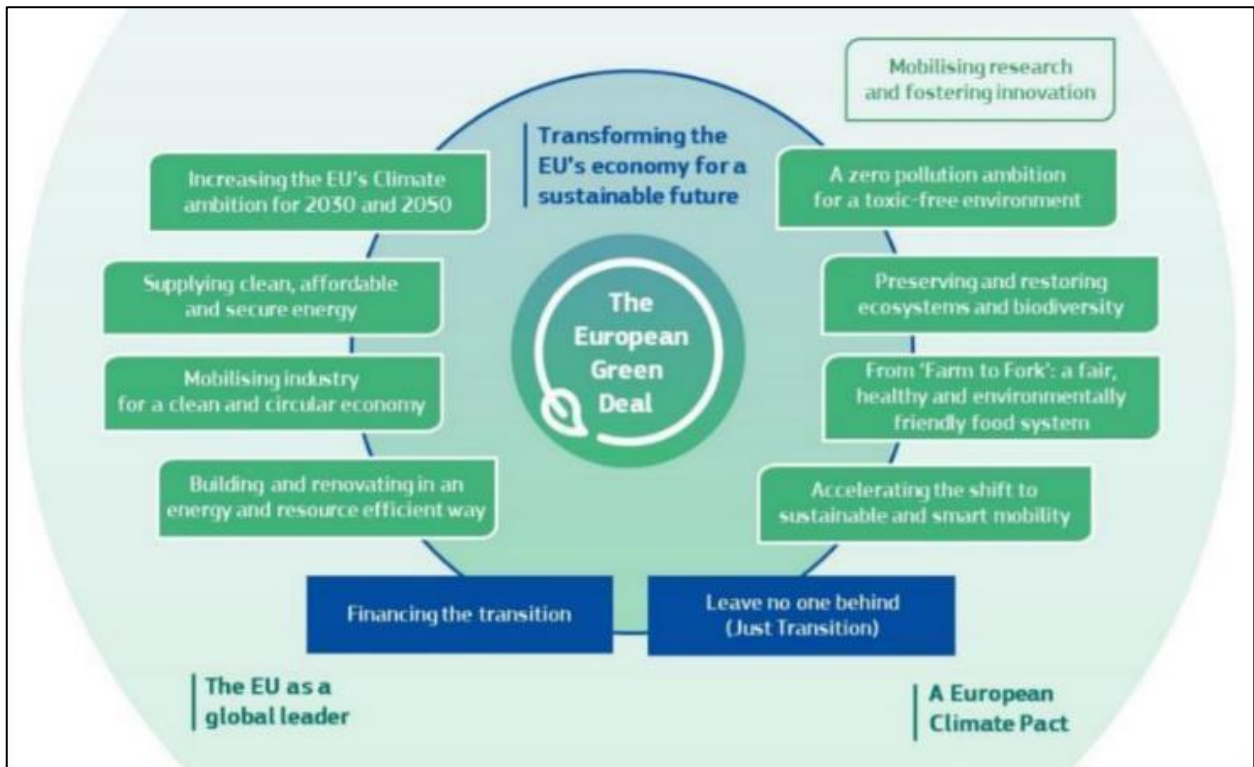 Mobilising research
and fostering innovation
Transforming the
EU's economy for a
sustainable future
Increasing the EU's Climate
ambition for 2030 and 2050
A zero pollution ambition
for a toxic-free environment
Supplying clean, affordable
and secure energy
Preserving and restoring
ecosystems and biodiversity
The
European
Green
Deal
Mobilising industry
for a clean and circular economy
From 'Farm to Fork': a fair,
healthy and environmentally
friendly food system
Building and renovating in an
energy and resource efficient way
Accelerating the shift to
sustainable and smart mobility
Financing the transition
Leave no one behind
(Just Transition)
The EU as a
global leader
A European
Climate Pact